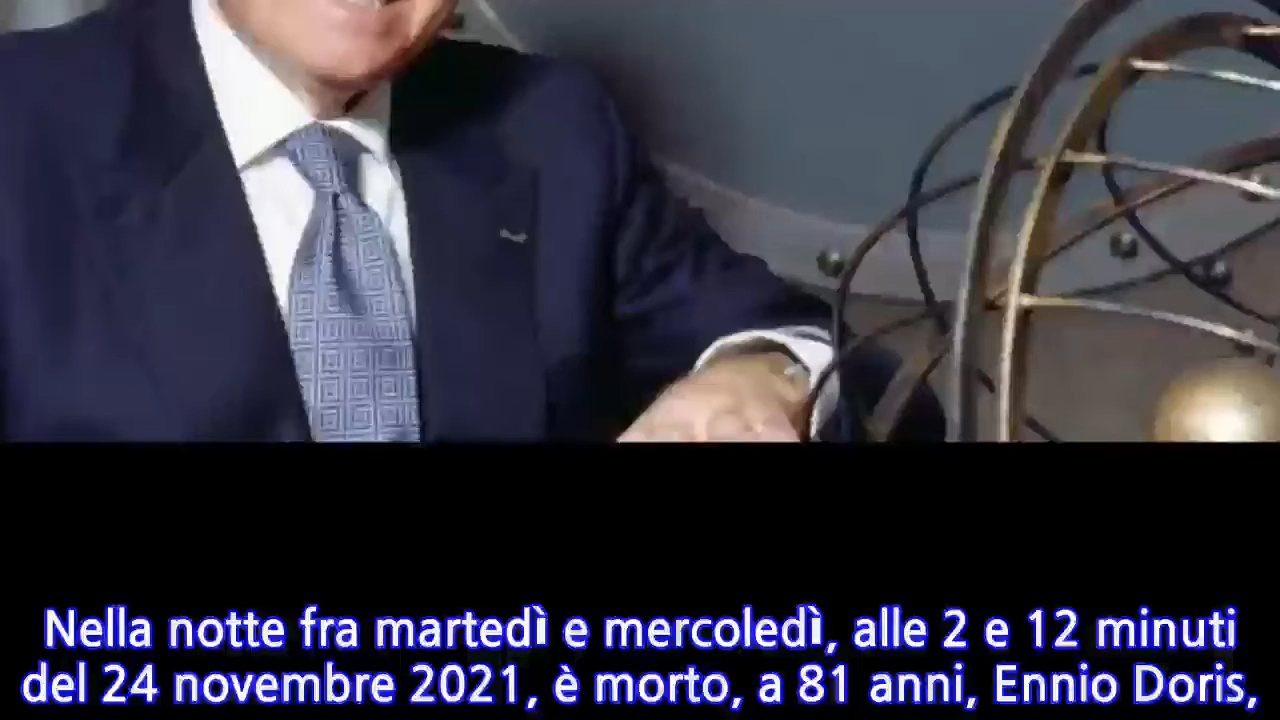 Nella notte fra martedì e mercoledì, alle 2 e 12 minuti
del 24 novembre 2021, è morto, a 81 anni, Ennio Doris,